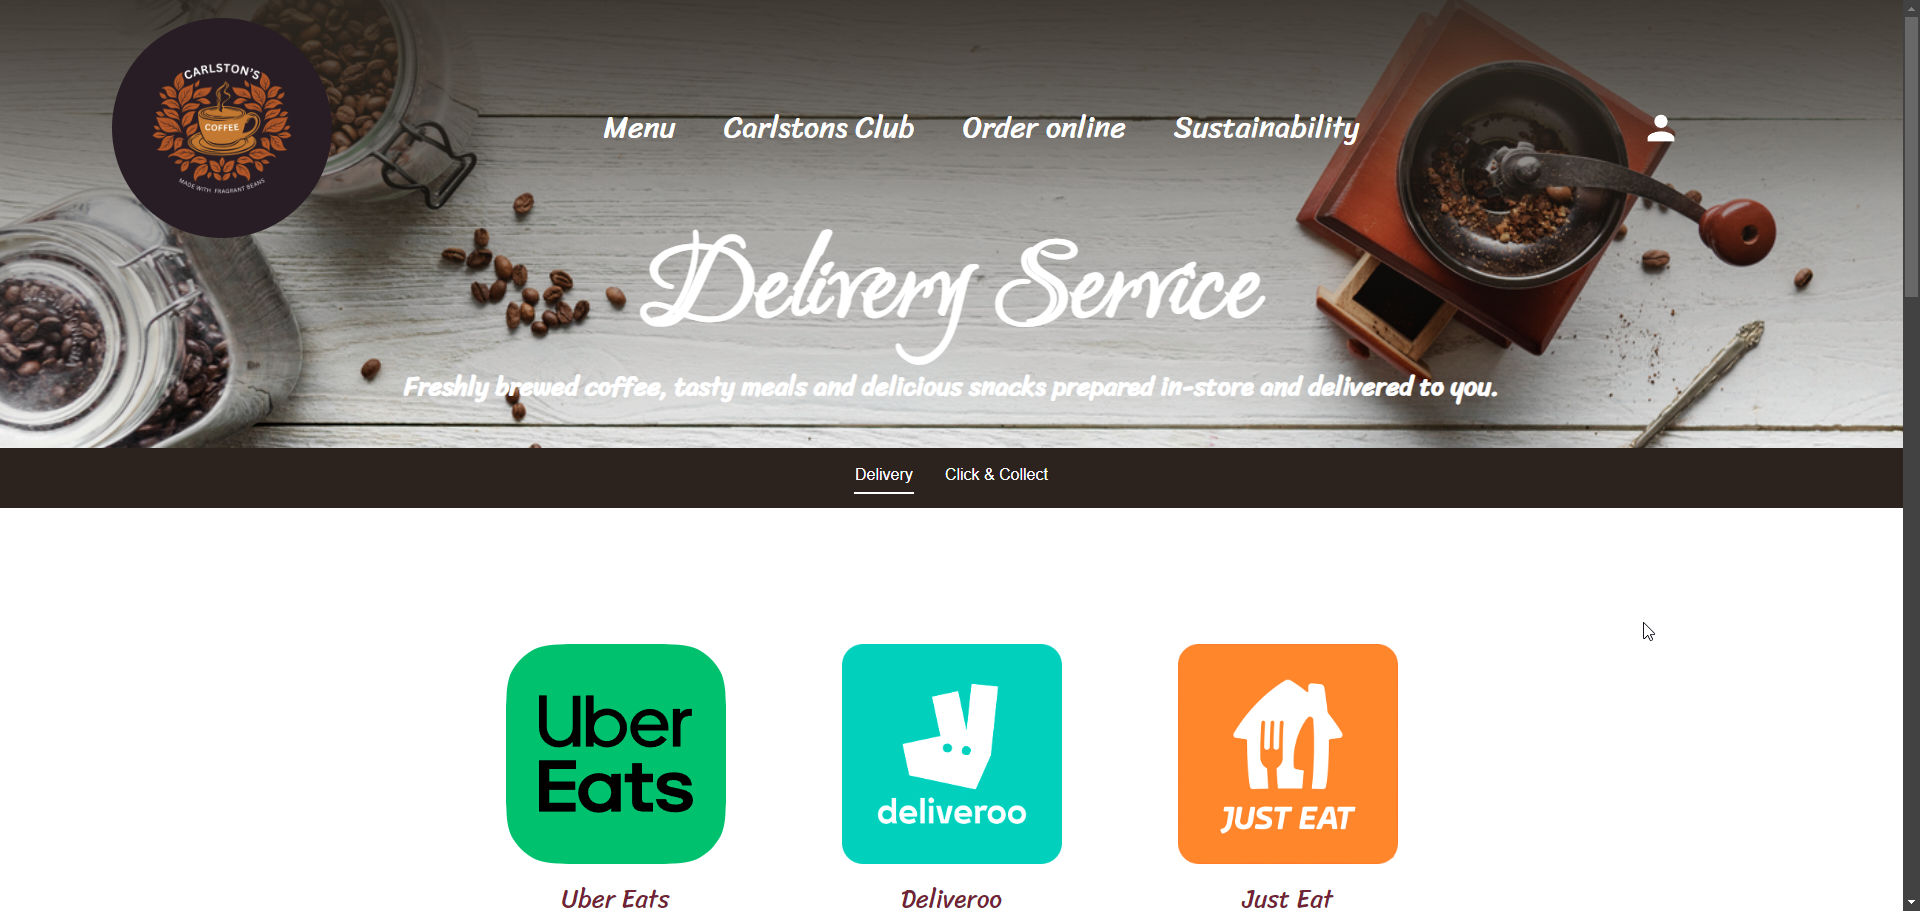 CARLSTON'S
COFFEE
MADE WITH FRAGRANT BEANS
Menu Carlstons Club Order online Sustainability
Delivery Service
Freshly brewed coffee, tasty meals and delicious snacks prepared in-store and delivered to you.
Delivery Click & Collect
Uber
Eats
deliveroo
JUST EAT
Uber Eats Deliveroo Just Eat